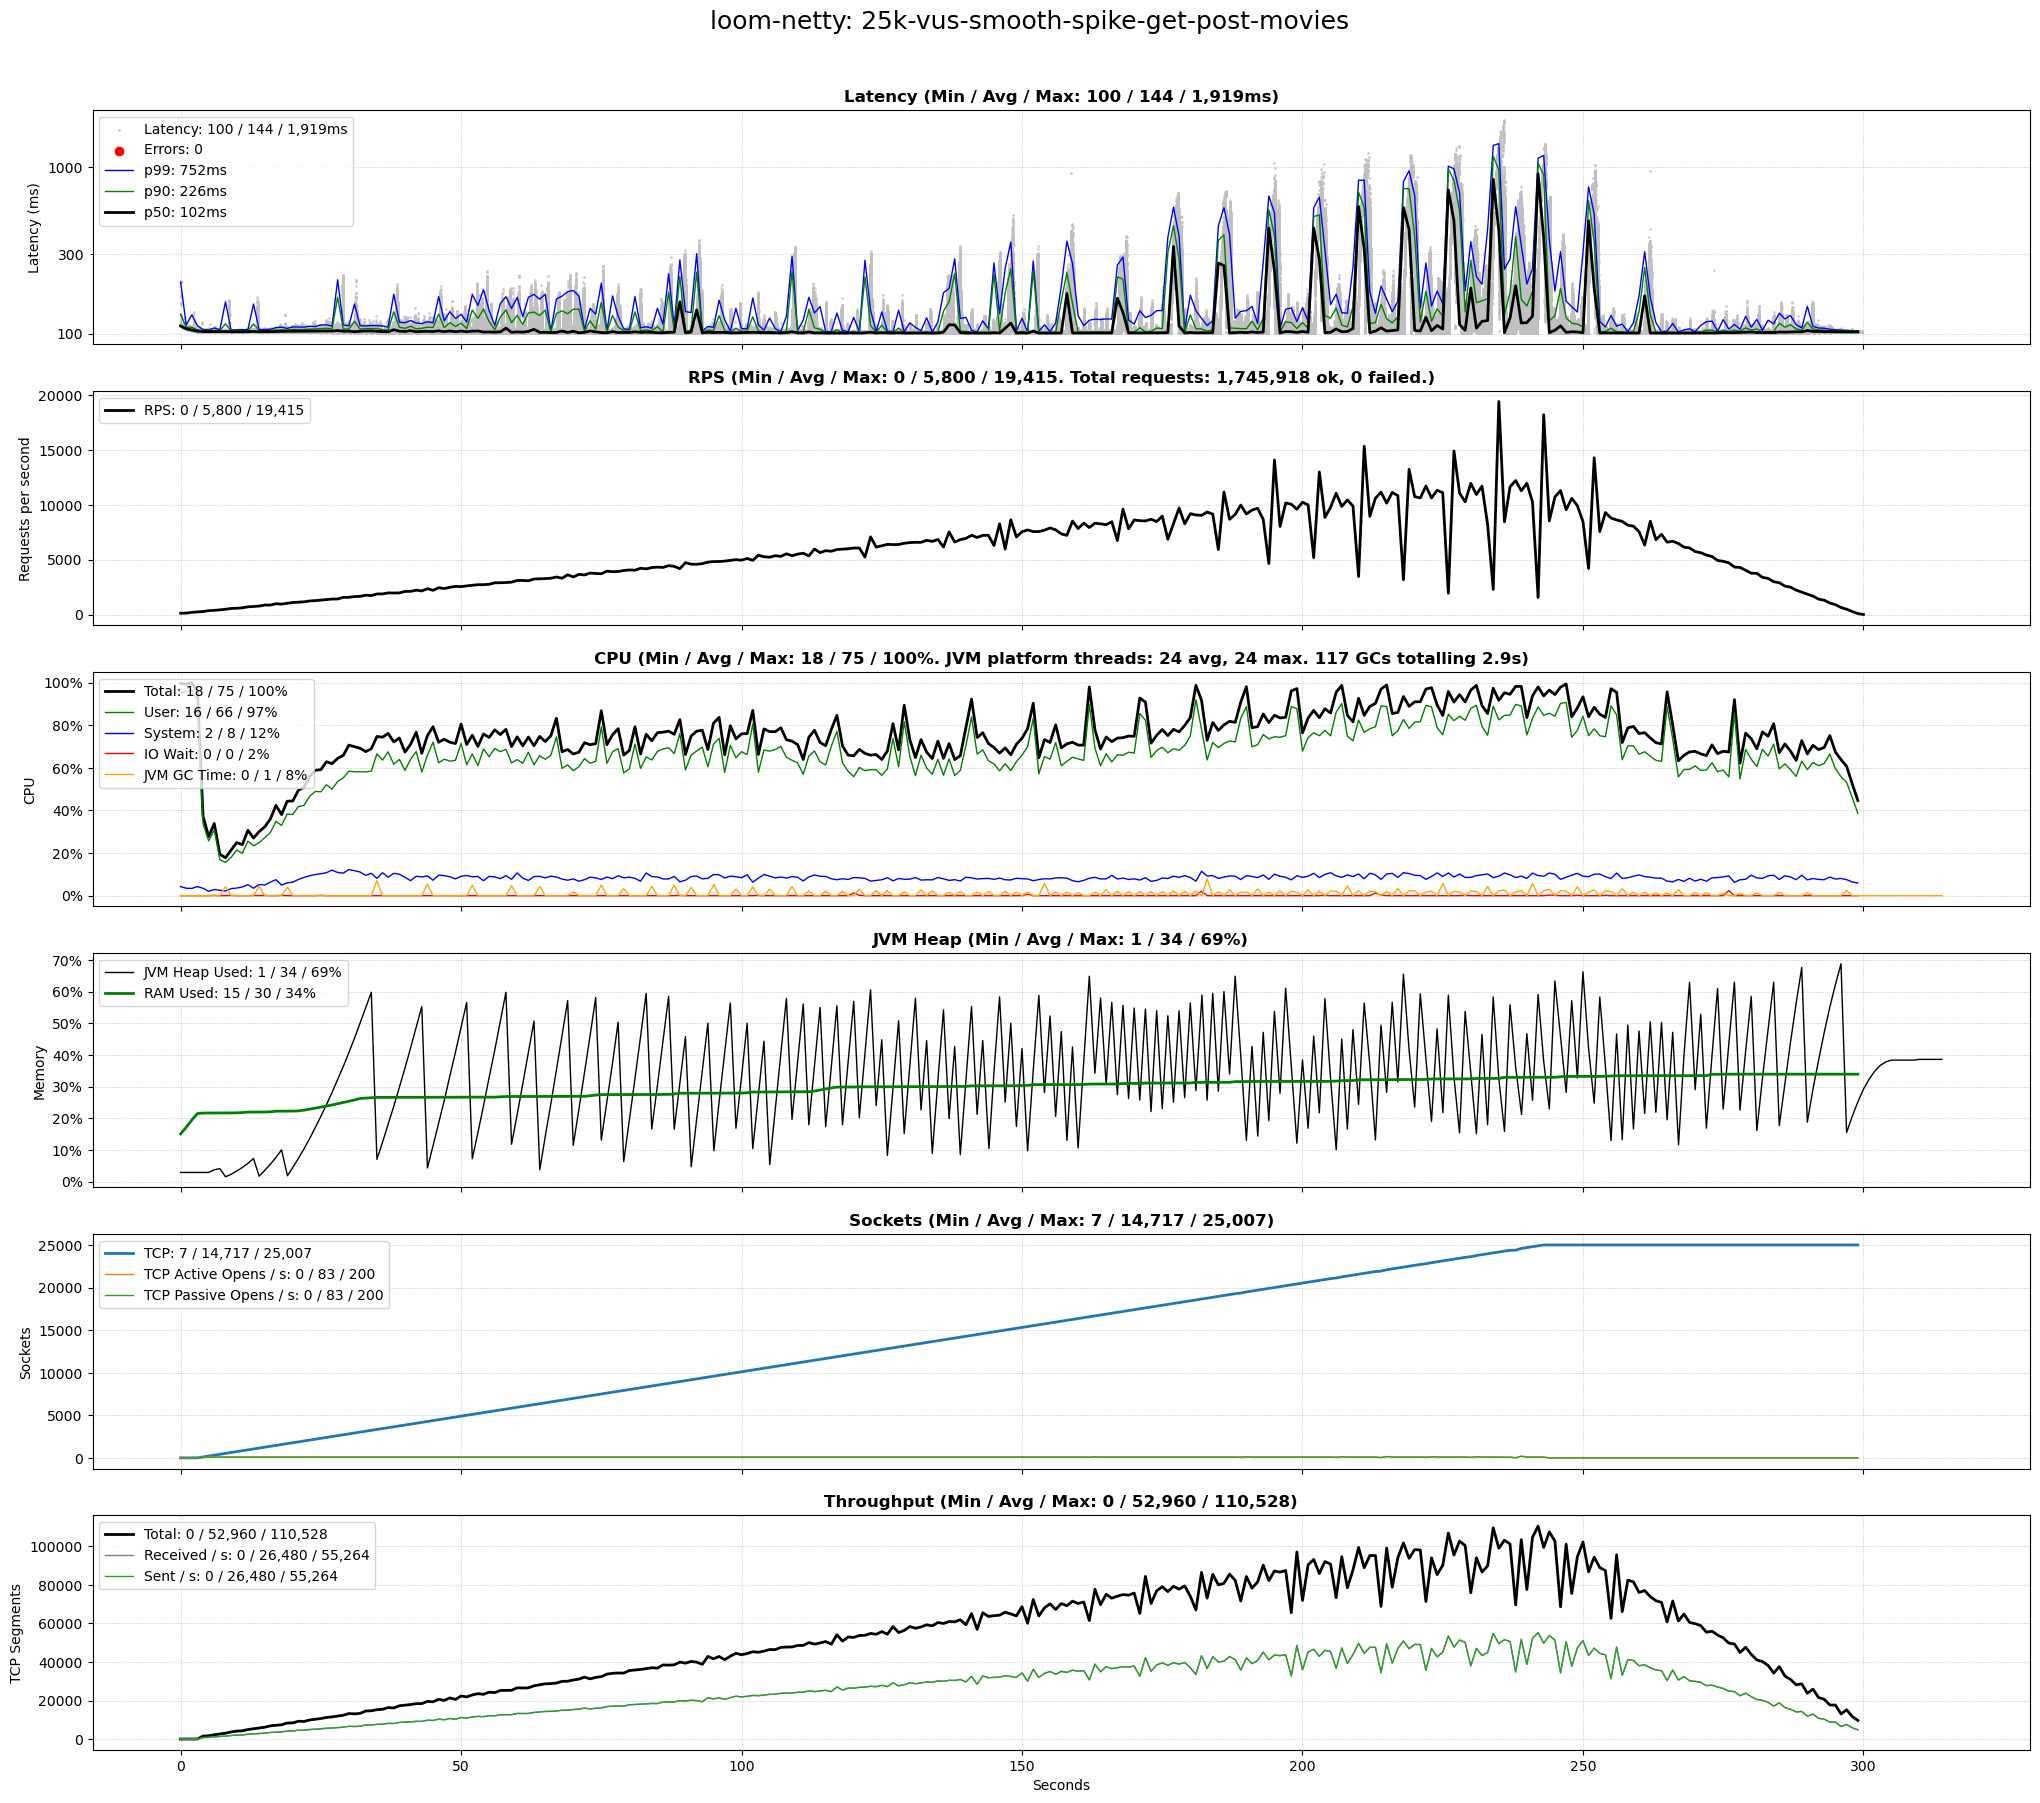 loom-netty: 25k-vus-smooth-spike-get-post-movies
Latency (Min / Avg / Max: 100 / 144 / 1,919ms)
Latency (ms)
1000
300
100
Latency: 100 / 144 / 1,919ms
Errors: 0
p99: 752ms
p90: 226ms
p50: 102ms
RPS (Min / Avg / Max: 0 / 5,800 / 19,415. Total requests: 1,745,918 ok, 0 failed.)
Requests per second
20000
15000
10000
5000
0
RPS: 0 / 5,800 / 19,415
CPU (Min / Avg / Max: 18 / 75 / 100%. JVM platform threads: 24 avg, 24 max. 117 GCs totalling 2.9s)
CPU
100%
80%
60%
40%
20%
0%
Total: 18 / 75 / 100%
User: 16 / 66 / 97%
System: 2 / 8 / 12%
IO Wait: 0 / 0 / 2%
JVM GC Time: 0 / 1 / 8%
JVM Heap (Min / Avg / Max: 1 / 34 / 69%)
Memory
70%
60%
50%
40%
30%
20%
10%
0%
JVM Heap Used: 1 / 34 / 69%
RAM Used: 15 / 30 / 34%
Sockets (Min / Avg / Max: 7 / 14,717 / 25,007)
Sockets
25000
20000
15000
10000
5000
0
TCP: 7 / 14,717 / 25,007
TCP Active Opens / s: 0 / 83 / 200
TCP Passive Opens / s: 0 / 83 / 200
Throughput (Min / Avg / Max: 0 / 52,960 / 110,528)
TCP Segments
100000
80000
60000
40000
20000
0
Total: 0 / 52,960 / 110,528
Received / s: 0 / 26,480 / 55,264
Sent / s: 0 / 26,480 / 55,264
0 50 100 150 200 250 300
Seconds